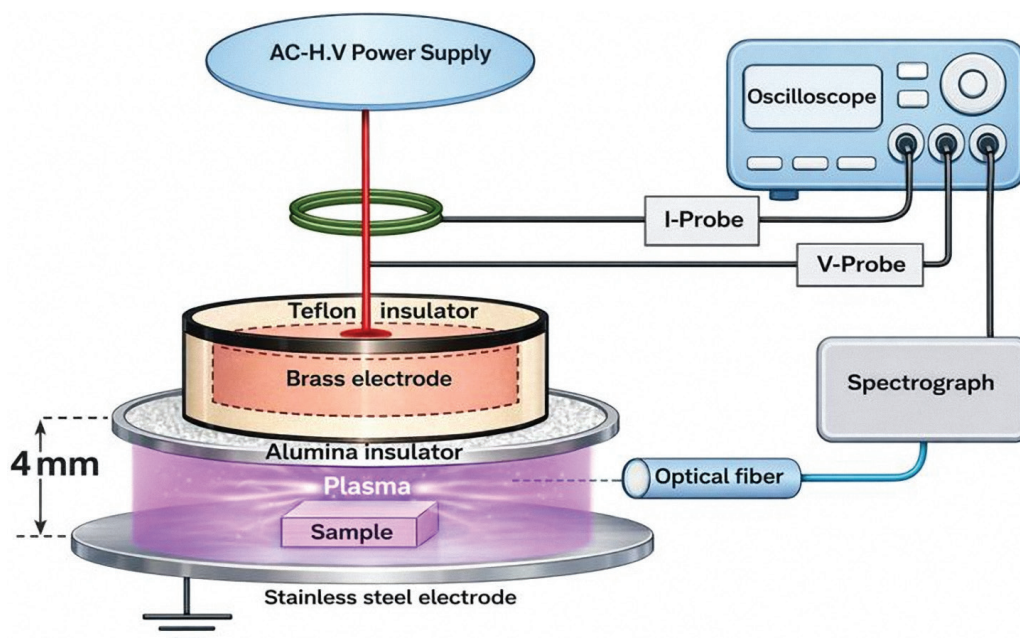 AC-H.V Power Supply
Oscilloscope
I-Probe
V-Probe
Teflon insulator
Brass electrode
Spectrograph
4 mm
Alumina insulator
Plasma
Optical fiber
Sample
Stainless steel electrode